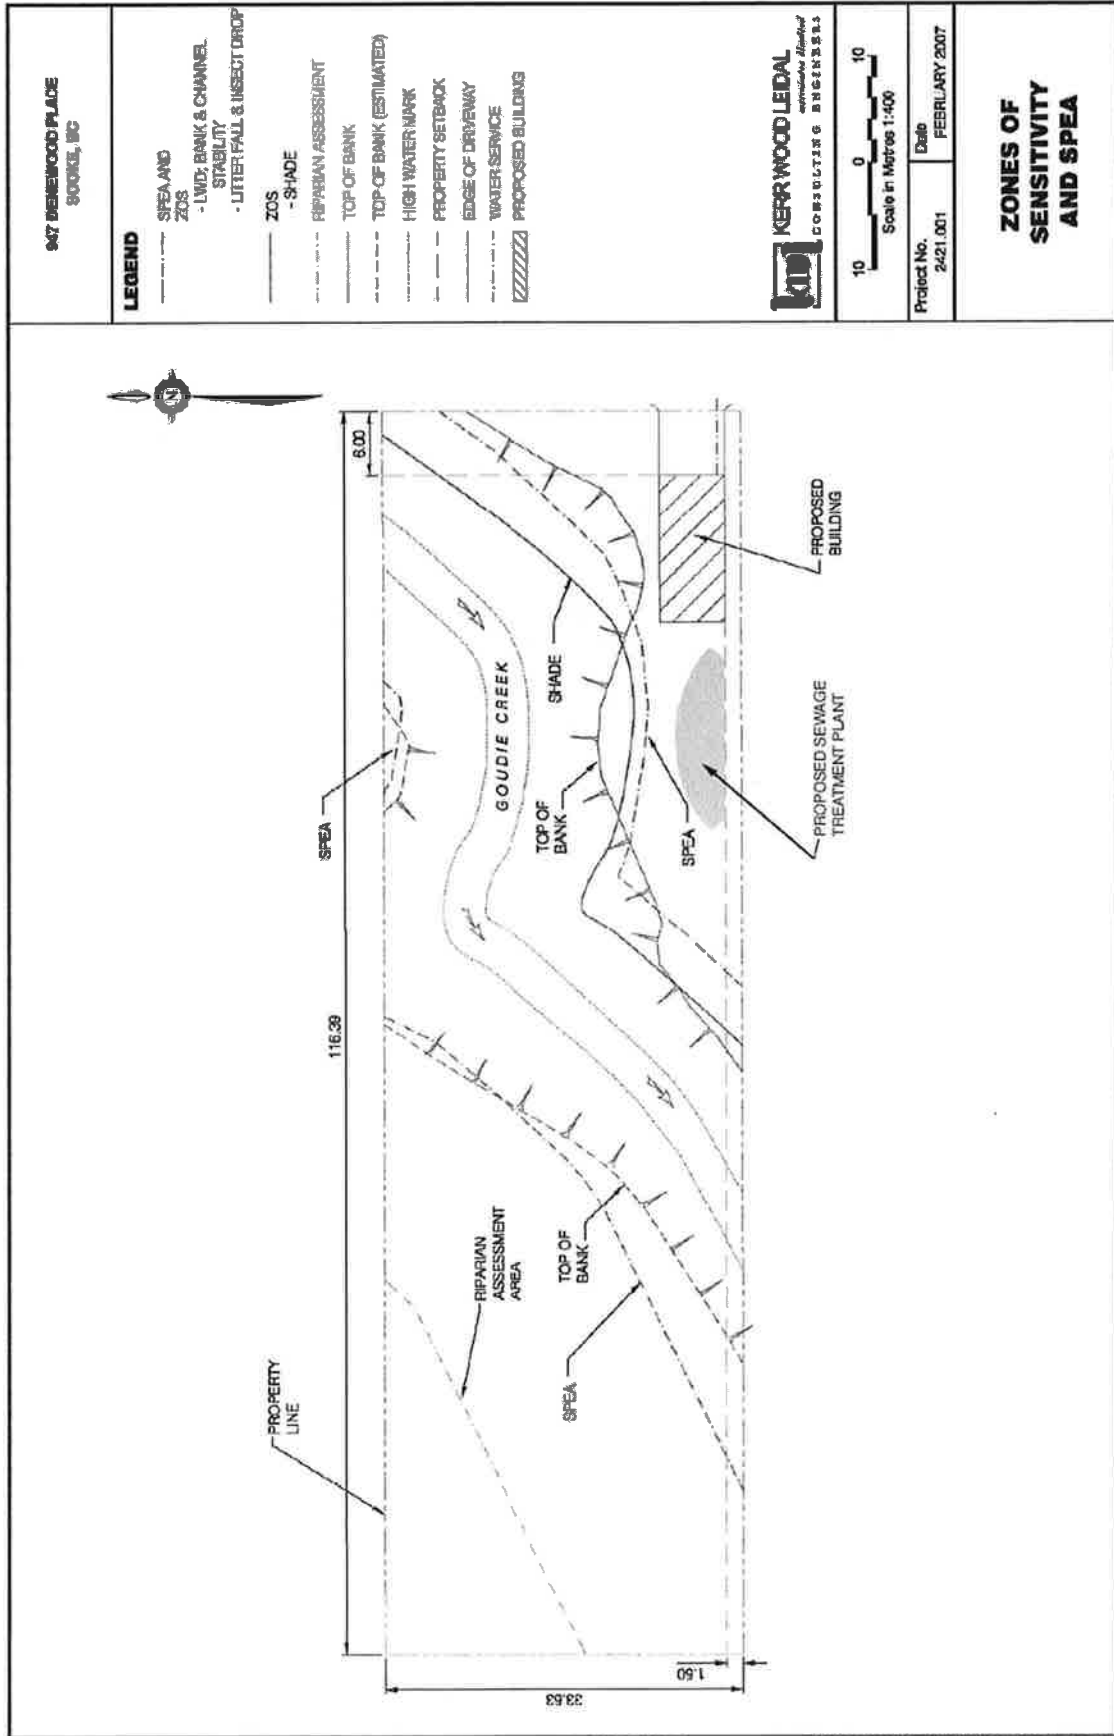 947 DENEWOOD PLACE
SOOKE, BC
LEGEND
SPEA AND
ZOS
- LWD; BANK & CHANNEL
STABILITY
- LITTER FALL & INSECT DROP
ZOS
- SHADE
RIPARIAN ASSESSMENT
TOP OF BANK
TOP OF BANK (ESTIMATED)
HIGH WATER MARK
PROPERTY SETBACK
EDGE OF DRIVEWAY
WATER SERVICE
PROPOSED BUILDING
KERR WOOD LEIDAL
associates limited
CONSULTING ENGINEERS
10 0 10
Scale in Metres 1:400
Project No.
2421.001
Date
FEBRUARY 2007
ZONES OF
SENSITIVITY
AND SPEA
N
116.39
6.00
PROPERTY
LINE
SPEA
GOUDIE CREEK
SHADE
TOP OF
BANK
SPEA
RIPARIAN
ASSESSMENT
AREA
TOP OF
BANK
SPEA
PROPOSED
BUILDING
PROPOSED SEWAGE
TREATMENT PLANT
1.50
33.53